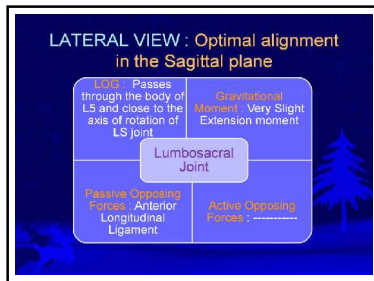 LATERAL VIEW : Optimal alignment
in the Sagittal plane
LOG : Passes
through the body of
L5 and close to the
axis of rotation of
LS joint
Gravitational
Moment : Very Slight
Extension moment
Lumbosacral
Joint
Passive Opposing
Forces : Anterior
Longitudinal
Ligament
Active Opposing
Forces : -----------